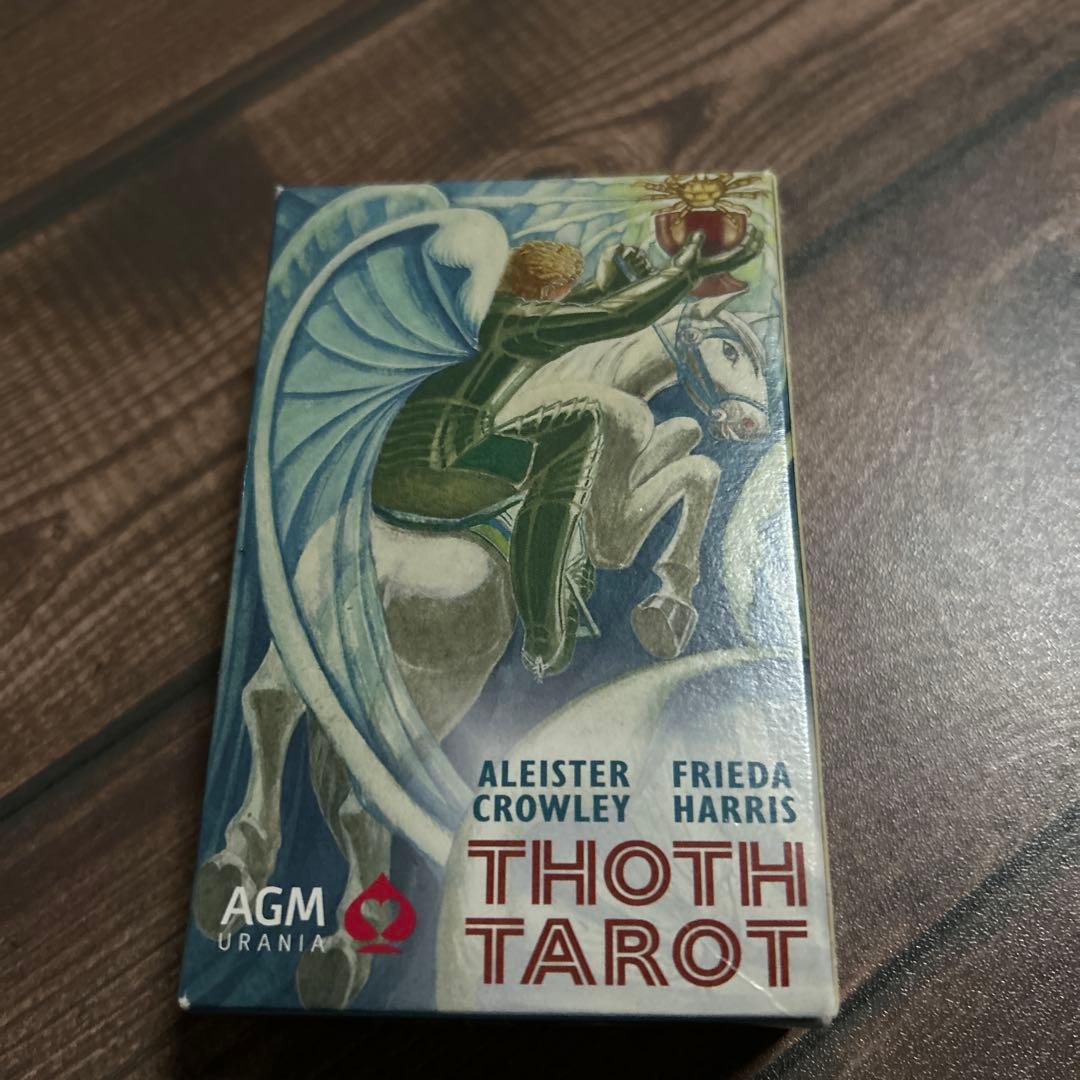 ALEISTER FRIEDA
CROWLEY HARRIS
THOTH
TAROT
AGM
URANIA